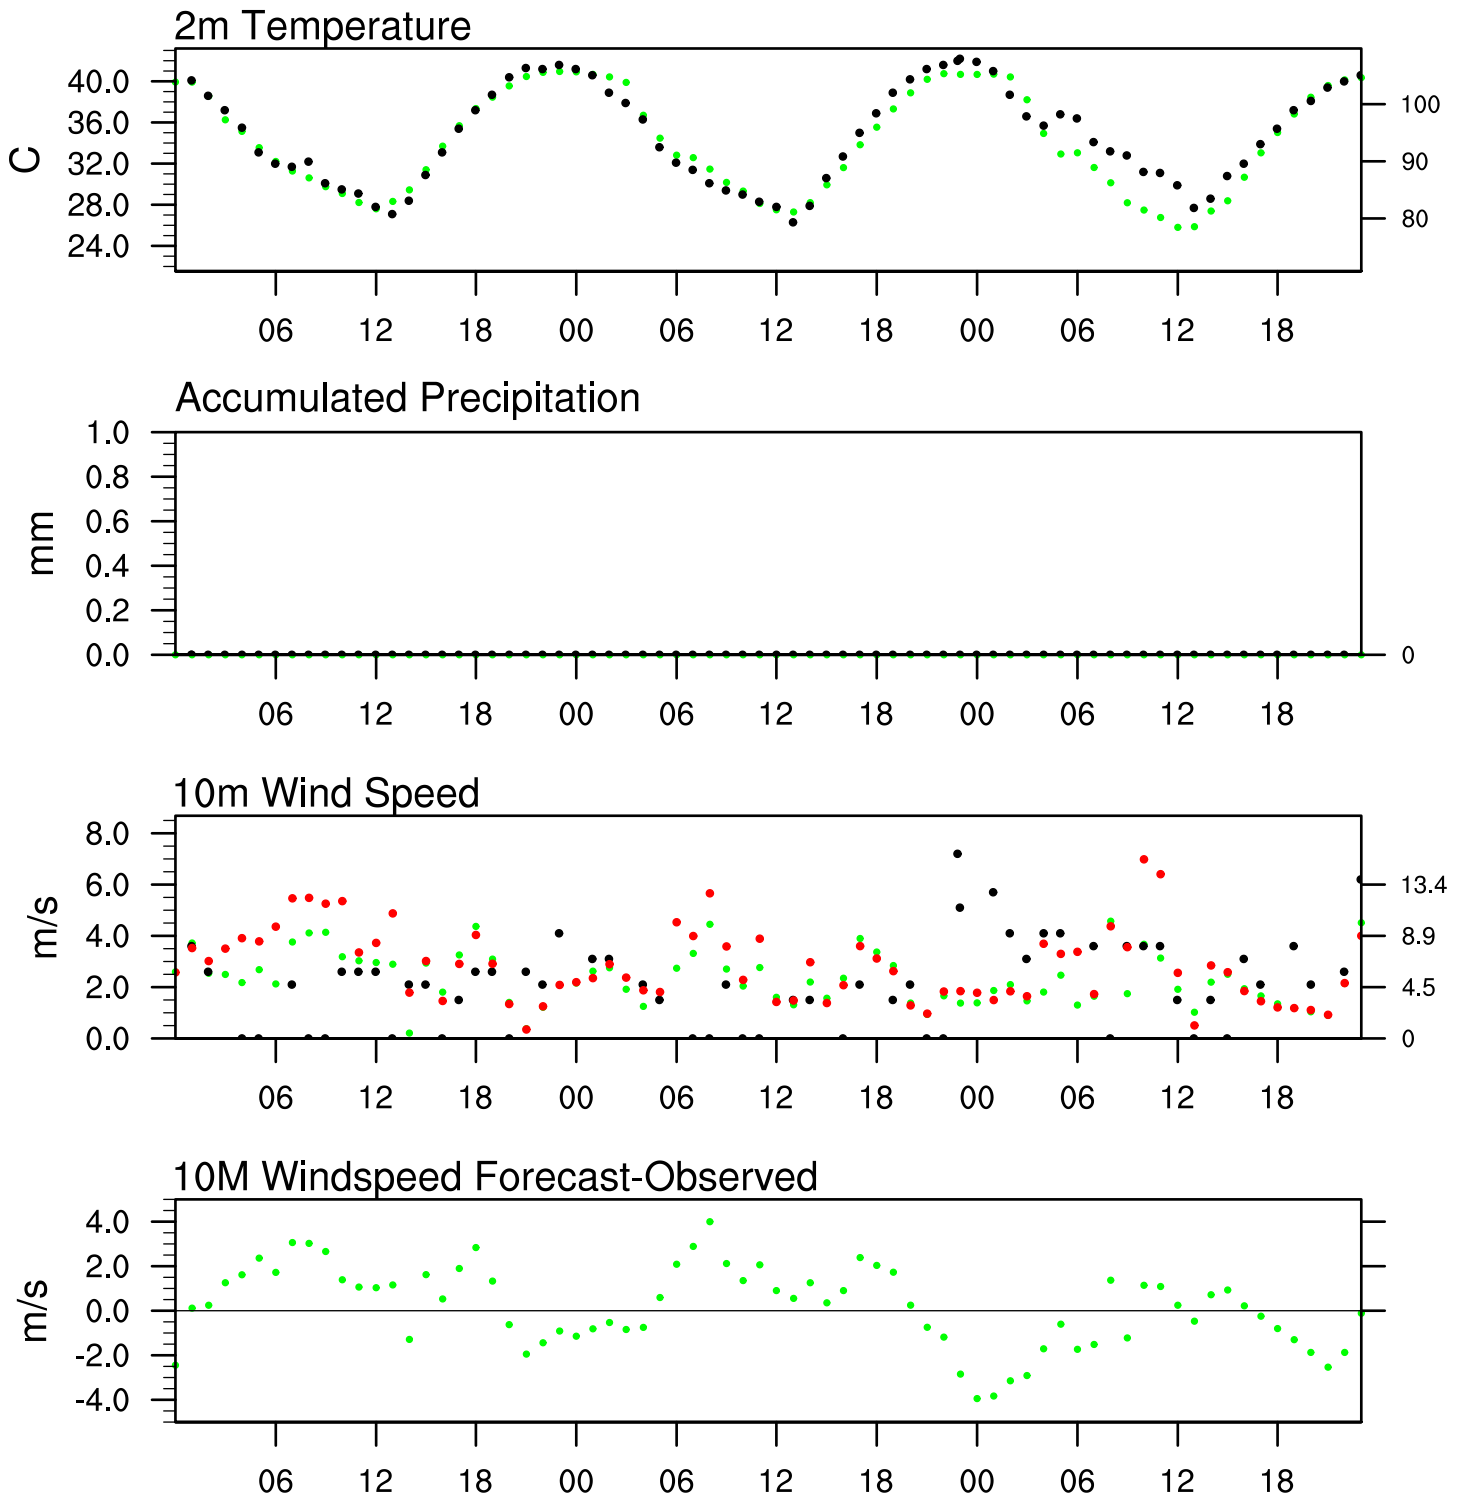 2m Temperature
40.0
36.0
32.0
28.0
24.0
C
100
90
80
06 12 18 00 06 12 18 00 06 12 18
Accumulated Precipitation
1.0
0.8
0.6
0.4
0.2
0.0
mm
0
06 12 18 00 06 12 18 00 06 12 18
10m Wind Speed
8.0
6.0
4.0
2.0
0.0
m/s
13.4
8.9
4.5
0
06 12 18 00 06 12 18 00 06 12 18
10M Windspeed Forecast-Observed
4.0
2.0
0.0
-2.0
-4.0
m/s
06 12 18 00 06 12 18 00 06 12 18